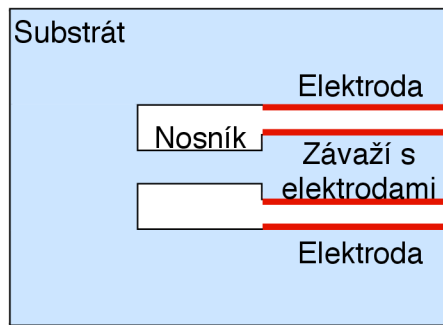 Substrát
Elektroda
Nosník
Závaží s
elektrodami
Elektroda